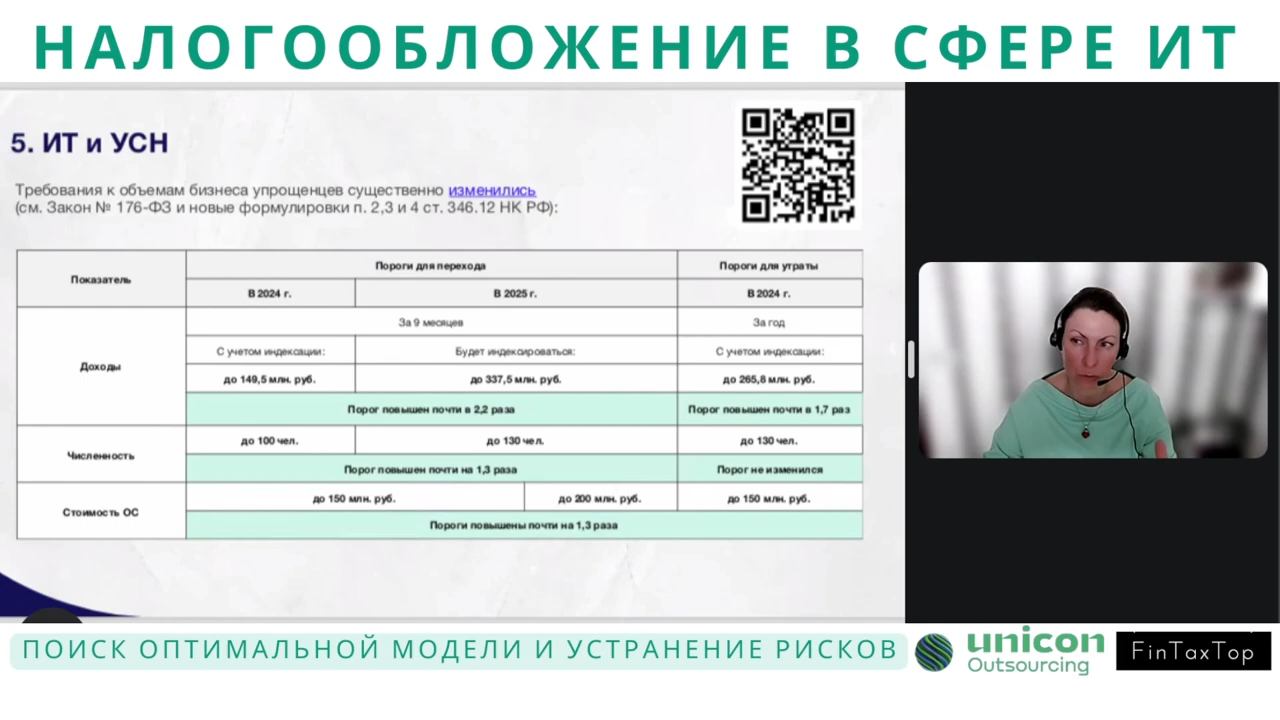 НАЛОГООБЛОЖЕНИЕ В СФЕРЕ ИТ
5. ИТ и УСН
Требования к объемам бизнеса упрощенцев существенно изменились
(см. Закон № 176-ФЗ и новые формулировки п. 2,3 и 4 ст. 346.12 НК РФ):
Показатель
Пороги для перехода
Пороги для утраты
В 2024 г.
В 2025 г.
В 2024 г.
Доходы
За 9 месяцев
За год
С учетом индексации:
Будет индексироваться:
С учетом индексации:
до 149,5 млн. руб.
до 337,5 млн. руб.
до 265,8 млн. руб.
Порог повышен почти в 2,2 раза
Порог повышен почти в 1,7 раз
Численность
до 100 чел.
до 130 чел.
до 130 чел.
Порог повышен почти на 1,3 раза
Порог не изменился
Стоимость ОС
до 150 млн. руб.
до 200 млн. руб.
до 150 млн. руб.
Пороги повышены почти на 1,3 раза
ПОИСК ОПТИМАЛЬНОЙ МОДЕЛИ И УСТРАНЕНИЕ РИСКОВ
unicon
Outsourcing
FinTaxTop